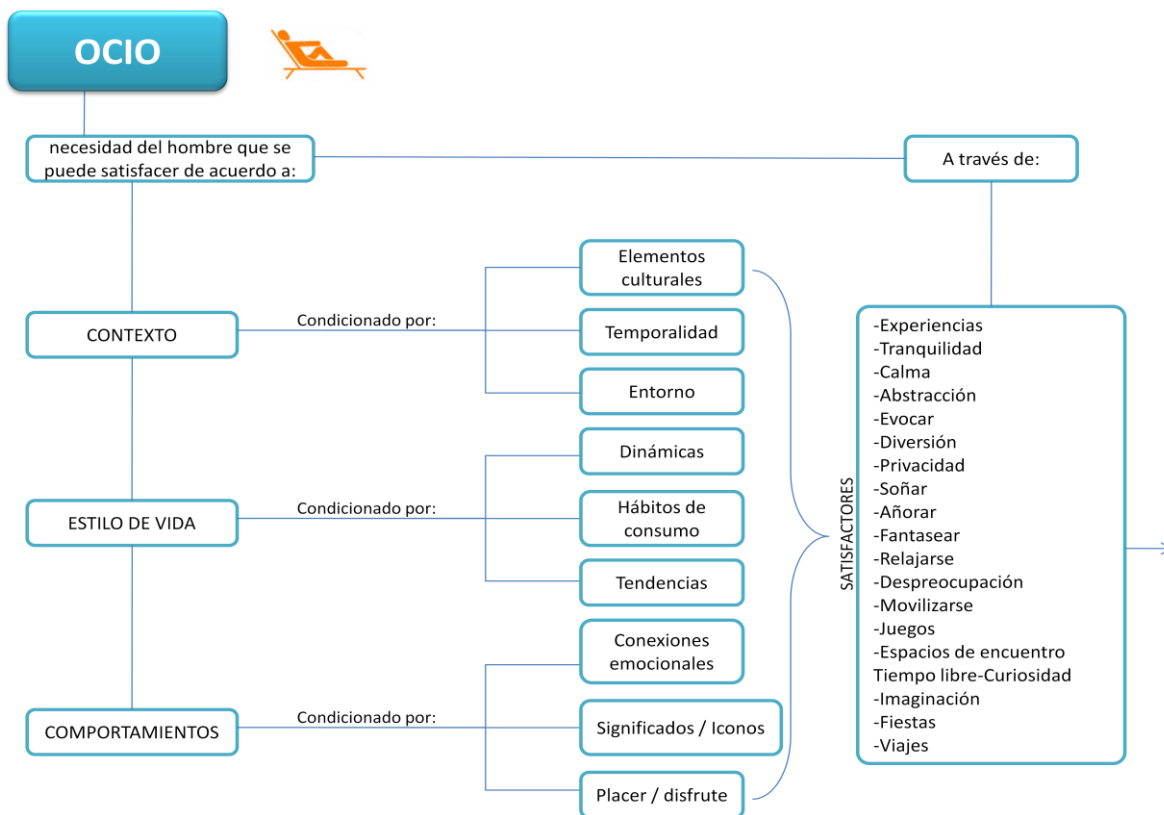 OCIO
necesidad del hombre que se
puede satisfacer de acuerdo a:
A través de:
CONTEXTO
Condicionado por:
Elementos
culturales
Temporalidad
Entorno
ESTILO DE VIDA
Condicionado por:
Dinámicas
Hábitos de
consumo
Tendencias
COMPORTAMIENTOS
Condicionado por:
Conexiones
emocionales
Significados / Iconos
Placer / disfrute
SATISFACTORES
-Experiencias
-Tranquilidad
-Calma
-Abstracción
-Evocar
-Diversión
-Privacidad
-Soñar
-Añorar
-Fantasear
-Relajarse
-Despreocupación
-Movilizarse
-Juegos
-Espacios de encuentro
Tiempo libre-Curiosidad
-Imaginación
-Fiestas
-Viajes